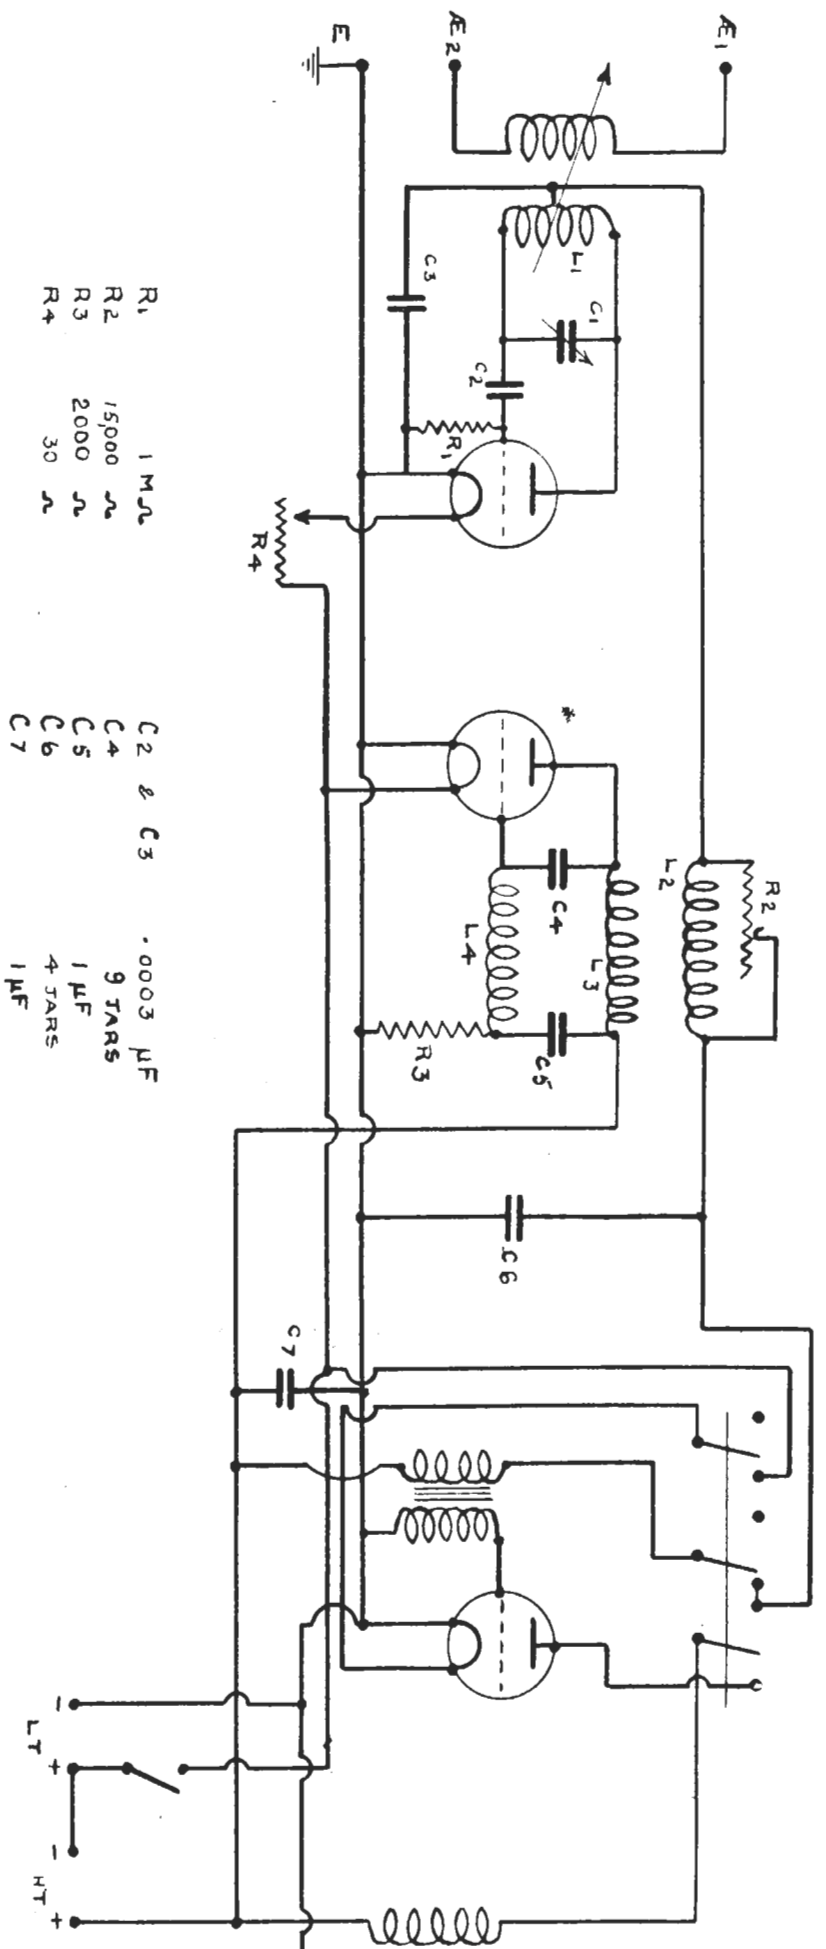 Æ1
Æ2
E
L1
C1
C2
C3
R1
R4
*
L2
R2
L3
C4
L4
C5
R3
C6
C7
− LT +
− HT +
R1 1 MΩ
R2 15,000 Ω
R3 2000 Ω
R4 30 Ω
C2 & C3 .0003 µF
C4 9 JARS
C5 1 µF
C6 4 JARS
C7 1 µF